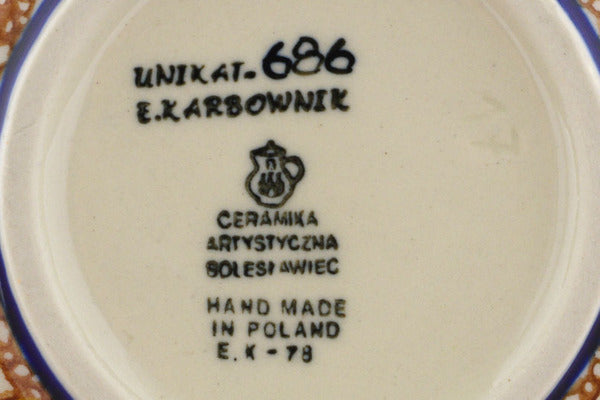 UNIKAT-686
E.KARBOWNIK
CERAMIKA
ARTYSTYCZNA
BOLESŁAWIEC
HAND MADE
IN POLAND
E.K-78